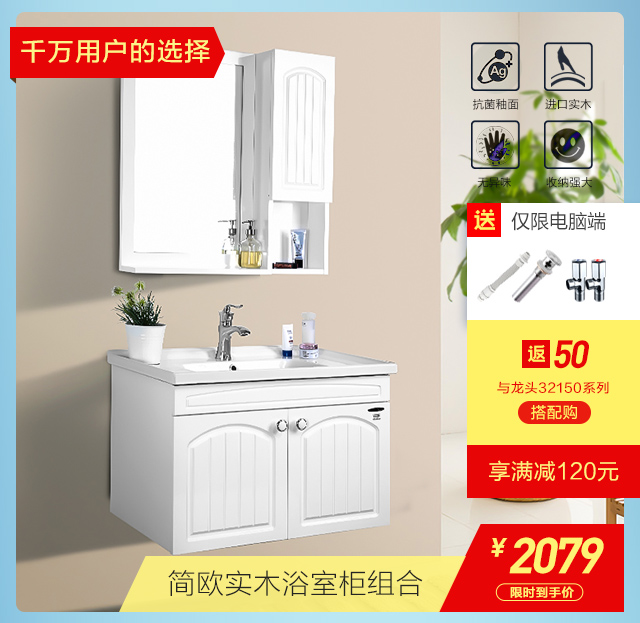 千万用户的选择
Ag+
抗菌釉面
进口实木
无异味
收纳强大
送 仅限电脑端
返50
与龙头32150系列
搭配购
享满减120元
¥2079
限时到手价
简欧实木浴室柜组合